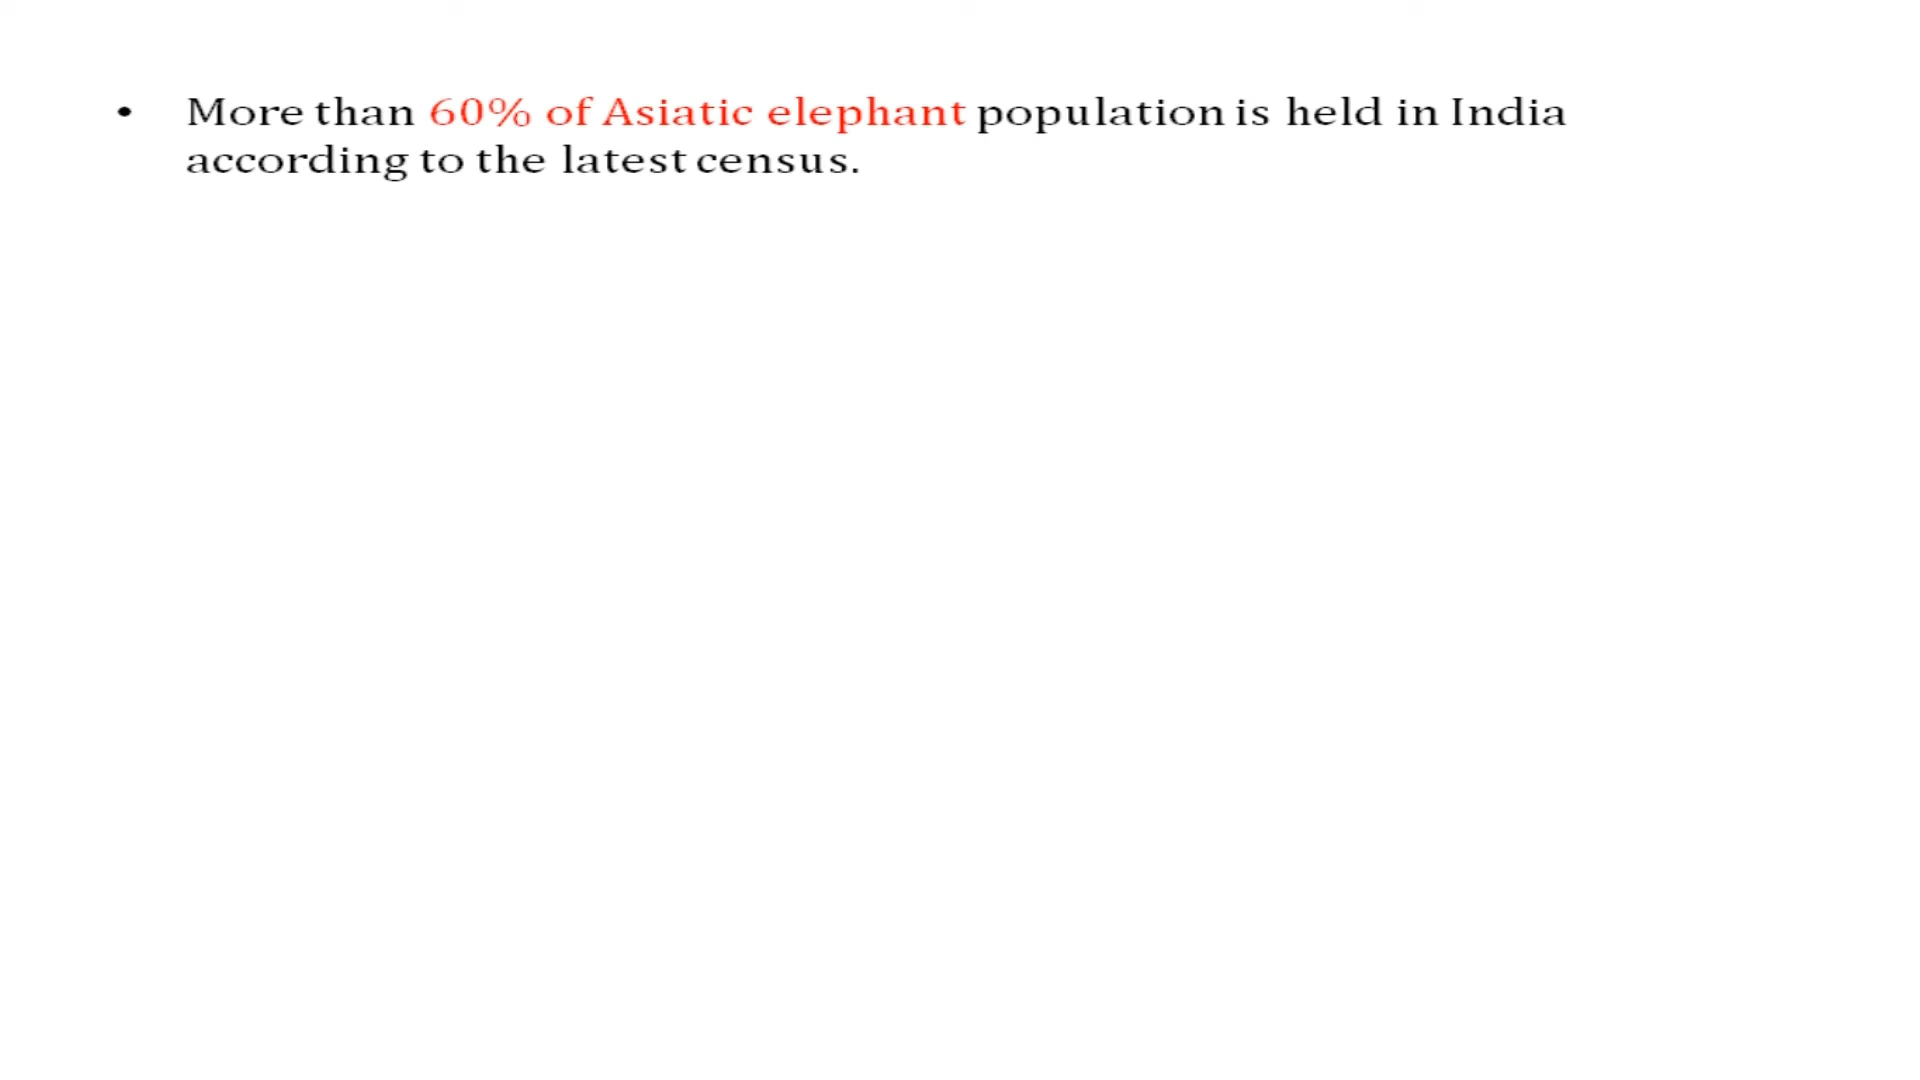 • More than 60% of Asiatic elephant population is held in India
according to the latest census.